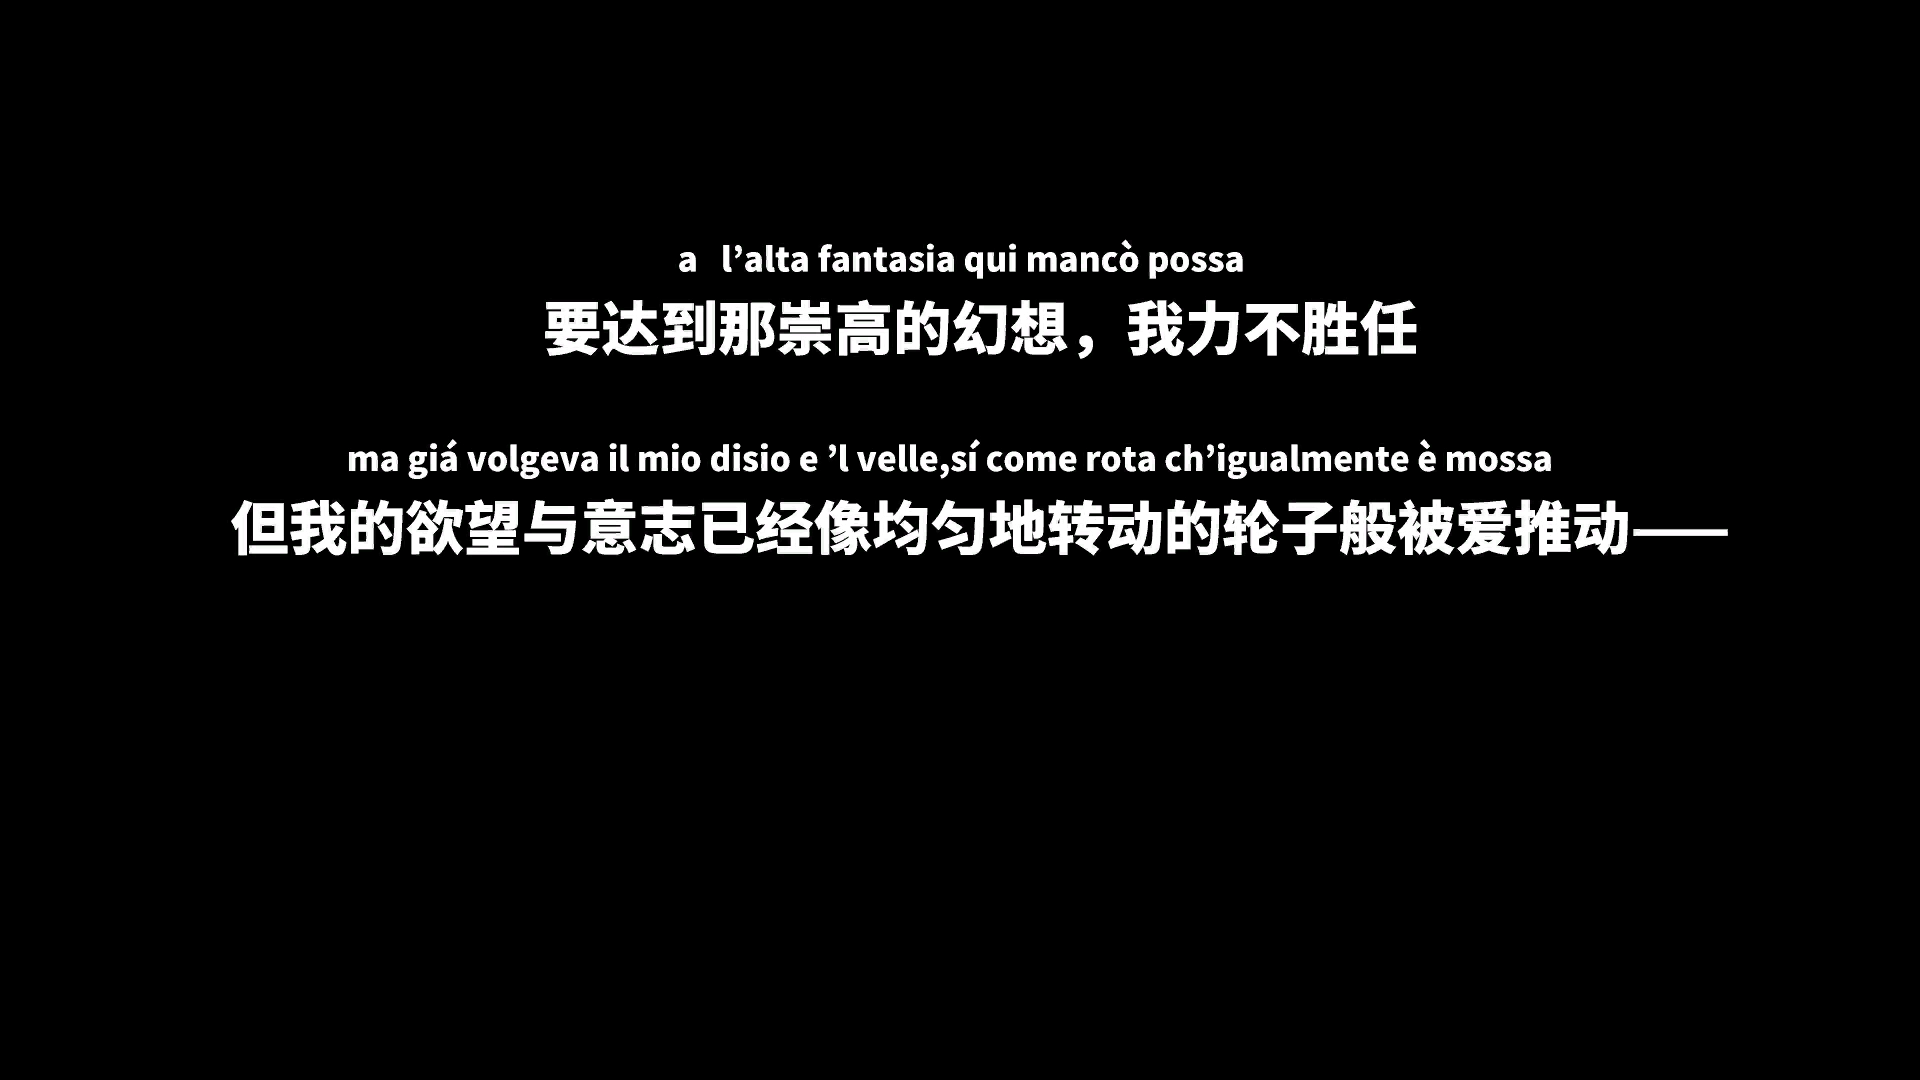 a   l’alta fantasia qui mancò possa
要达到那崇高的幻想，我力不胜任
ma giá volgeva il mio disio e ’l velle,sí come rota ch’igualmente è mossa
但我的欲望与意志已经像均匀地转动的轮子般被爱推动——